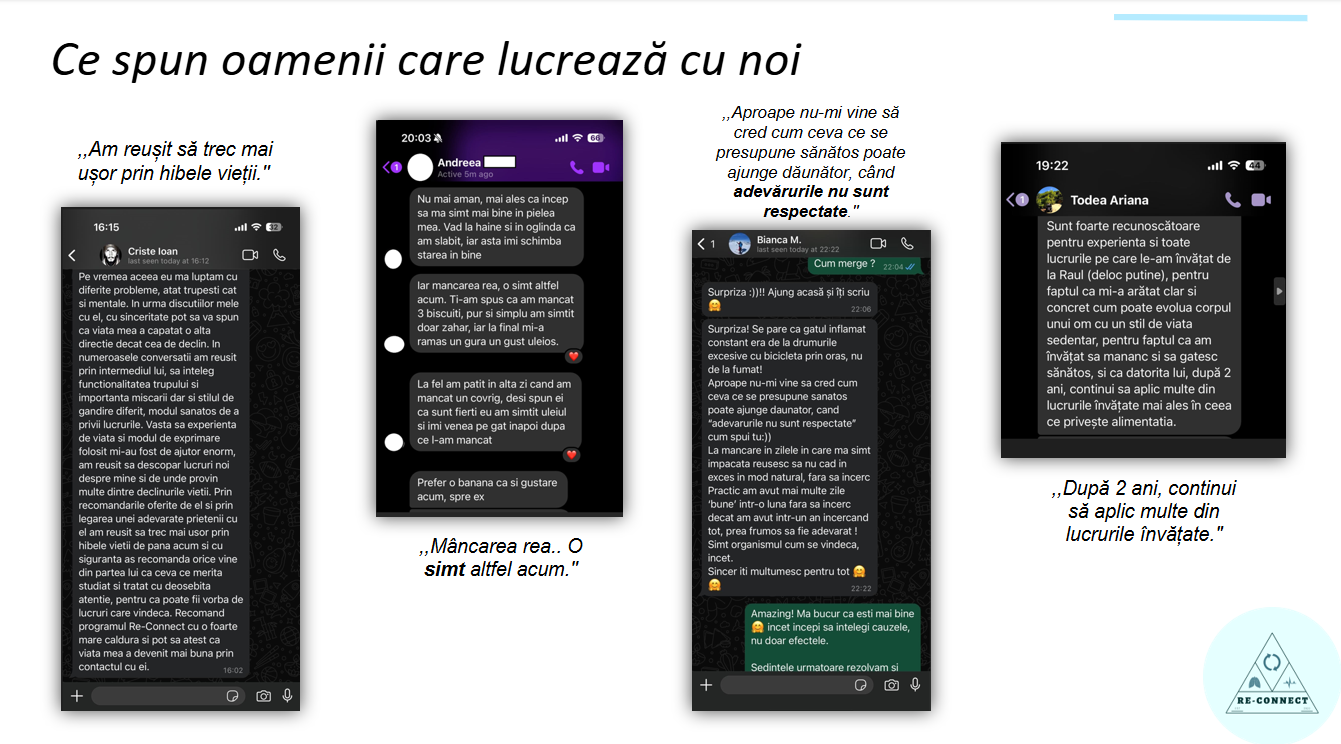 Ce spun oamenii care lucrează cu noi
,,Am reușit să trec mai
ușor prin hibele vieții."
16:15
32
Criste Ioan
last seen today at 16:12
Pe vremea aceea eu ma luptam cu
diferite probleme, atat trupesti cat
si mentale. In urma discutiilor mele
cu el, cu sinceritate pot sa va spun
ca viata mea a capatat o alta
directie decat cea de declin. In
numeroasele conversatii am reusit
prin intermediul lui, sa inteleg
functionalitatea trupului si
importanta miscarii dar si stilul de
gandire diferit, modul sanatos de a
privii lucrurile. Vasta sa experienta
de viata si modul de exprimare
folosit mi-au fost de ajutor enorm,
am reusit sa descopar lucruri noi
despre mine si de unde provin
multe dintre declinurile vietii. Prin
recomandarile oferite de el si prin
legarea unei adevarate prietenii cu
el am reusit sa trec mai usor prin
hibele vietii de pana acum si cu
siguranta as recomanda orice vine
din partea lui ca ceva ce merita
studiat si tratat cu deosebita
atentie, pentru ca poate fii vorba de
lucruri care vindeca. Recomand
programul Re-Connect cu o foarte
mare caldura si pot sa atest ca
viata mea a devenit mai buna prin
contactul cu ei.
16:02
20:03
66
1
Andreea
Active 5m ago
Nu mai aman, mai ales ca incep
sa ma simt mai bine in pielea
mea. Vad la haine si in oglinda ca
am slabit, iar asta imi schimba
starea in bine
Iar mancarea rea, o simt altfel
acum. Ti-am spus ca am mancat
3 biscuiti, pur si simplu am simtit
doar zahar, iar la final mi-a
ramas un gura un gust uleios.
La fel am patit in alta zi cand am
mancat un covrig, desi spun ei
ca sunt fierti eu am simtit uleiul
si imi venea pe gat inapoi dupa
ce l-am mancat
Prefer o banana ca si gustare
acum, spre ex
,,Mâncarea rea.. O
simt altfel acum."
,,Aproape nu-mi vine să
cred cum ceva ce se
presupune sănătos poate
ajunge dăunător, când
adevărurile nu sunt
respectate."
1
Bianca M.
last seen today at 22:22
Cum merge ? 22:04
Surpriza :))!! Ajung acasă și îți scriu
🤗
22:06
Surpriza! Se pare ca gatul inflamat
constant era de la drumurile
excesive cu bicicleta prin oras, nu
de la fumat!
Aproape nu-mi vine sa cred cum
ceva ce se presupune sanatos
poate ajunge daunator, cand
“adevarurile nu sunt respectate”
cum spui tu:))
La mancare in zilele in care ma simt
impacata reusesc sa nu cad in
exces in mod natural, fara sa incerc
Practic am avut mai multe zile
‘bune’ intr-o luna fara sa incerc
decat am avut intr-un an incercand
tot, prea frumos sa fie adevarat !
Simt organismul cum se vindeca,
incet.
Sincer iti multumesc pentru tot 🤗
🤗
22:22
Amazing! Ma bucur ca esti mai bine
🤗 incet incepi sa intelegi cauzele,
nu doar efectele.
Sedintele urmatoare rezolvam si
19:22
44
1
Todea Ariana
Sunt foarte recunoscătoare
pentru experienta si toate
lucrurile pe care le-am învățat de
la Raul (deloc putine), pentru
faptul ca mi-a arătat clar si
concret cum poate evolua corpul
unui om cu un stil de viata
sedentar, pentru faptul ca am
învățat sa mananc si sa gatesc
sănătos, si ca datorita lui, după 2
ani, continui sa aplic multe din
lucrurile învățate mai ales în ceea
ce privește alimentatia.
,,După 2 ani, continui
să aplic multe din
lucrurile învățate."
RE-CONNECT